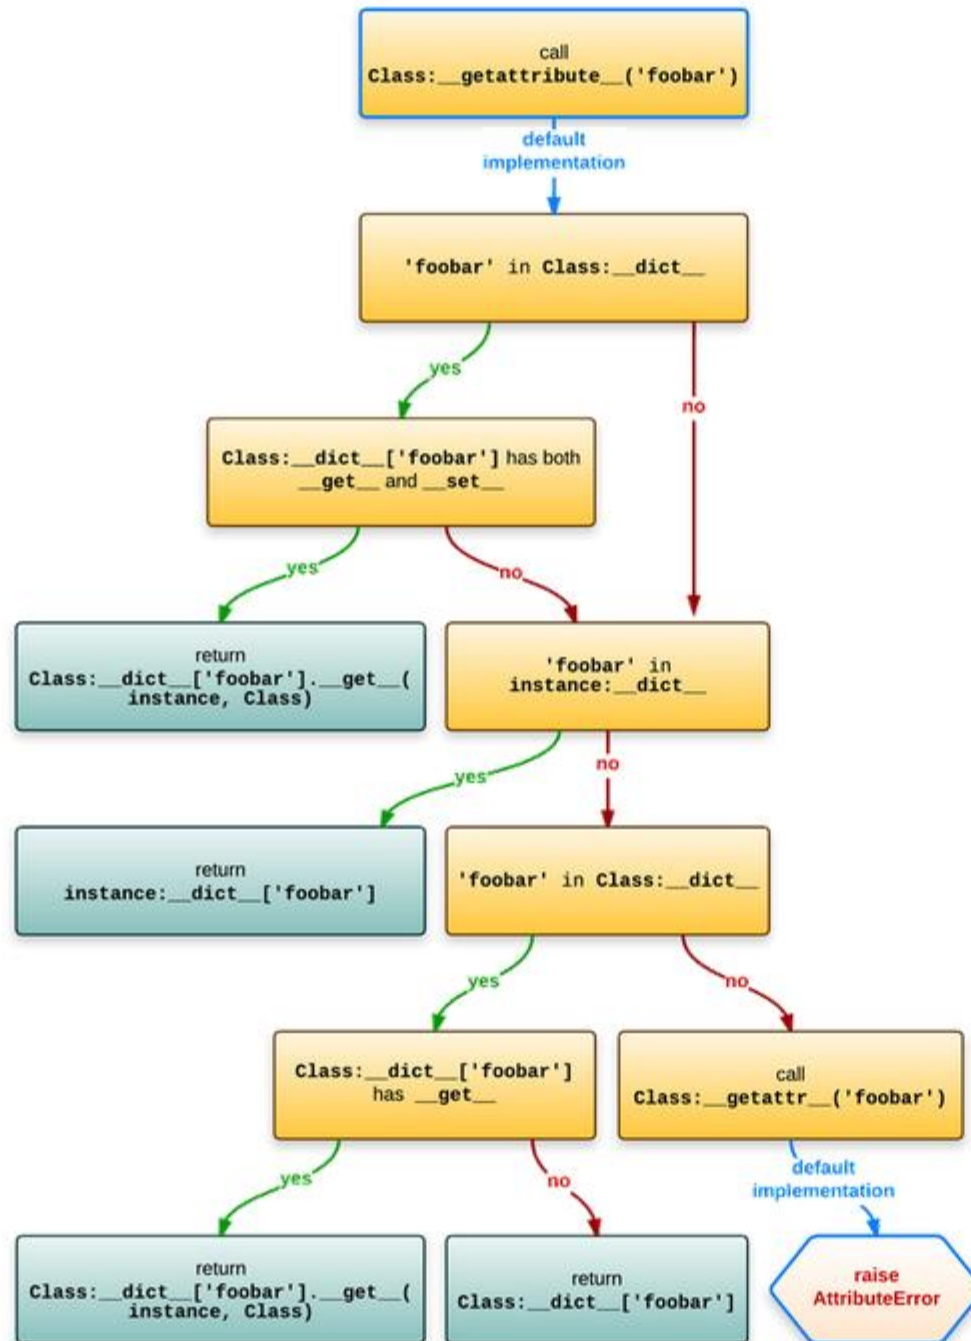 call
Class:__getattribute__('foobar')
default
implementation
'foobar' in Class:__dict__
yes
no
Class:__dict__['foobar'] has both
__get__ and __set__
yes
no
return
Class:__dict__['foobar'].__get__(
instance, Class)
'foobar' in
instance:__dict__
yes
no
return
instance:__dict__['foobar']
'foobar' in Class:__dict__
yes
no
Class:__dict__['foobar']
has __get__
call
Class:__getattr__('foobar')
yes
no
default
implementation
return
Class:__dict__['foobar'].__get__(
instance, Class)
return
Class:__dict__['foobar']
raise
AttributeError